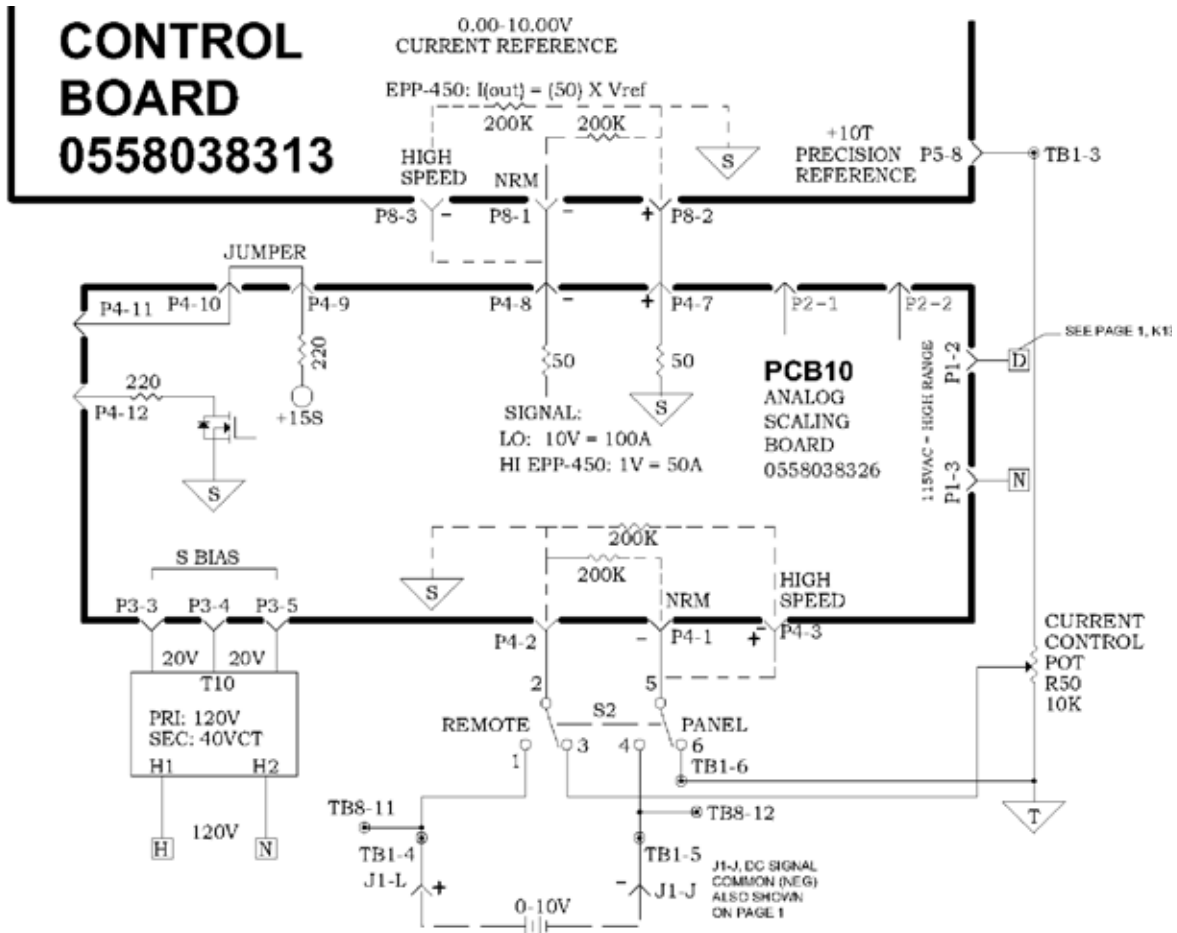 CONTROL
BOARD
0558038313
0.00-10.00V
CURRENT REFERENCE
EPP-450: I(out) = (50) X Vref
200K
200K
S
HIGH
SPEED
NRM
+10T
PRECISION
REFERENCE
P5-8
TB1-3
P8-3
-
P8-1
-
+
P8-2
JUMPER
P4-11
P4-10
P4-9
P4-8
-
+
P4-7
P2-1
P2-2
SEE PAGE 1, K13
220
+15S
50
50
S
220
P4-12
S
SIGNAL:
LO: 10V = 100A
HI EPP-450: 1V = 50A
PCB10
ANALOG
SCALING
BOARD
0558038326
115VAC = HIGH RANGE
P1-2
D
P1-3
N
S BIAS
P3-3
P3-4
P3-5
S
200K
200K
NRM
HIGH
SPEED
P4-2
-
P4-1
+
P4-3
20V
20V
T10
PRI: 120V
SEC: 40VCT
H1
H2
120V
H
N
CURRENT
CONTROL
POT
R50
10K
2
5
S2
REMOTE
PANEL
1
3
4
6
TB1-6
T
TB8-11
TB8-12
TB1-4
TB1-5
J1-L
+
-
J1-J
J1-J, DC SIGNAL
COMMON (NEG)
ALSO SHOWN
ON PAGE 1
0-10V